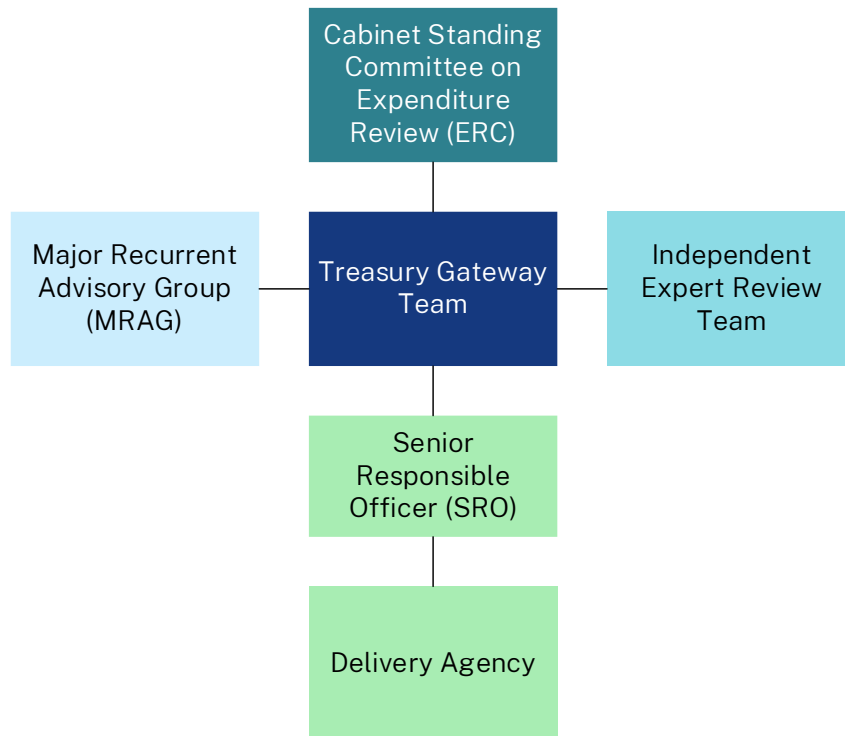 Cabinet Standing
Committee on
Expenditure
Review (ERC)
Major Recurrent
Advisory Group
(MRAG)
Treasury Gateway
Team
Independent
Expert Review
Team
Senior
Responsible
Officer (SRO)
Delivery Agency